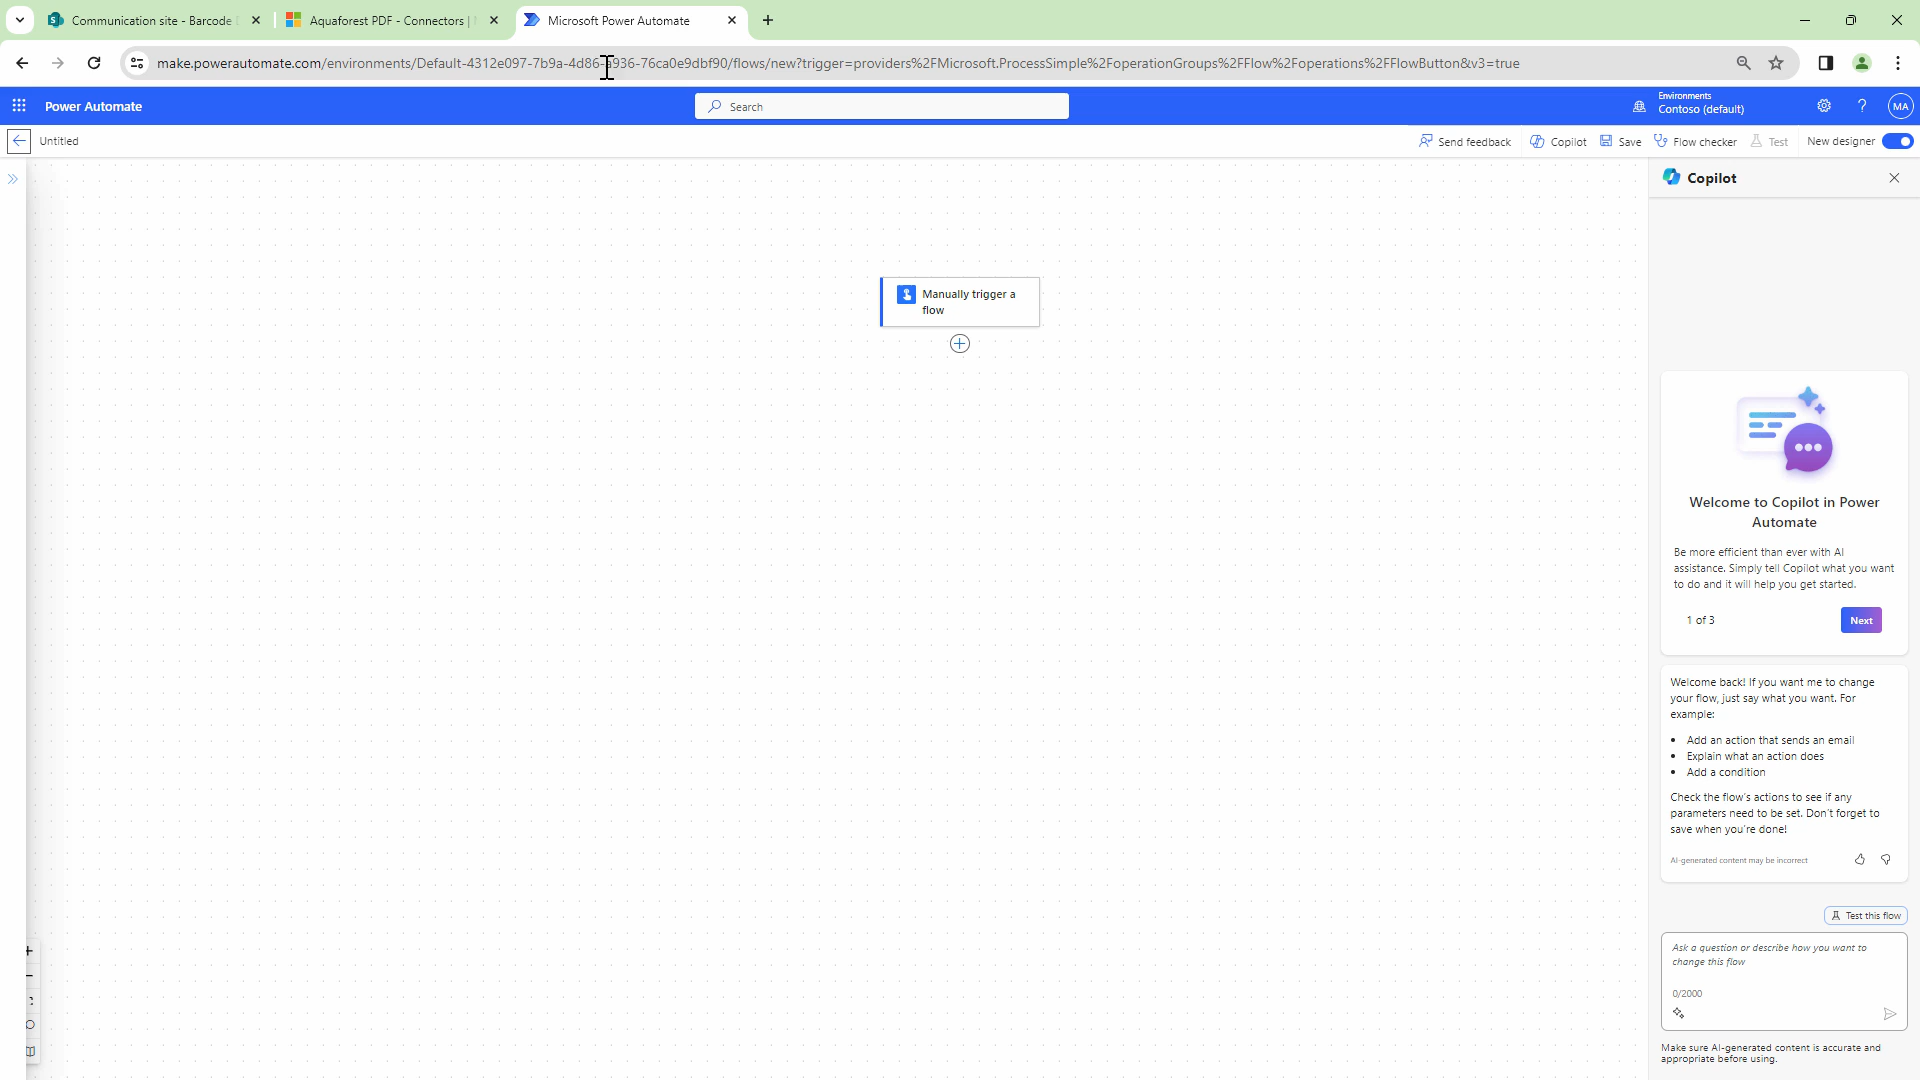 Communication site - Barcode
Aquaforest PDF - Connectors |
Microsoft Power Automate
make.powerautomate.com/environments/Default-4312e097-7b9a-4d86-a936-76ca0e9dbf90/flows/new?trigger=providers%2FMicrosoft.ProcessSimple%2FoperationGroups%2FFlow%2Foperations%2FFlowButton&v3=true
Power Automate
Search
Environments
Contoso (default)
MA
Untitled
Send feedback
Copilot
Save
Flow checker
Test
New designer
Copilot
Manually trigger a
flow
Welcome to Copilot in Power
Automate
Be more efficient than ever with AI
assistance. Simply tell Copilot what you want
to do and it will help you get started.
1 of 3
Next
Welcome back! If you want me to change
your flow, just say what you want. For
example:
• Add an action that sends an email
• Explain what an action does
• Add a condition
Check the flow's actions to see if any
parameters need to be set. Don't forget to
save when you're done!
AI-generated content may be incorrect
Test this flow
Ask a question or describe how you want to
change this flow
0/2000
Make sure AI-generated content is accurate and
appropriate before using.